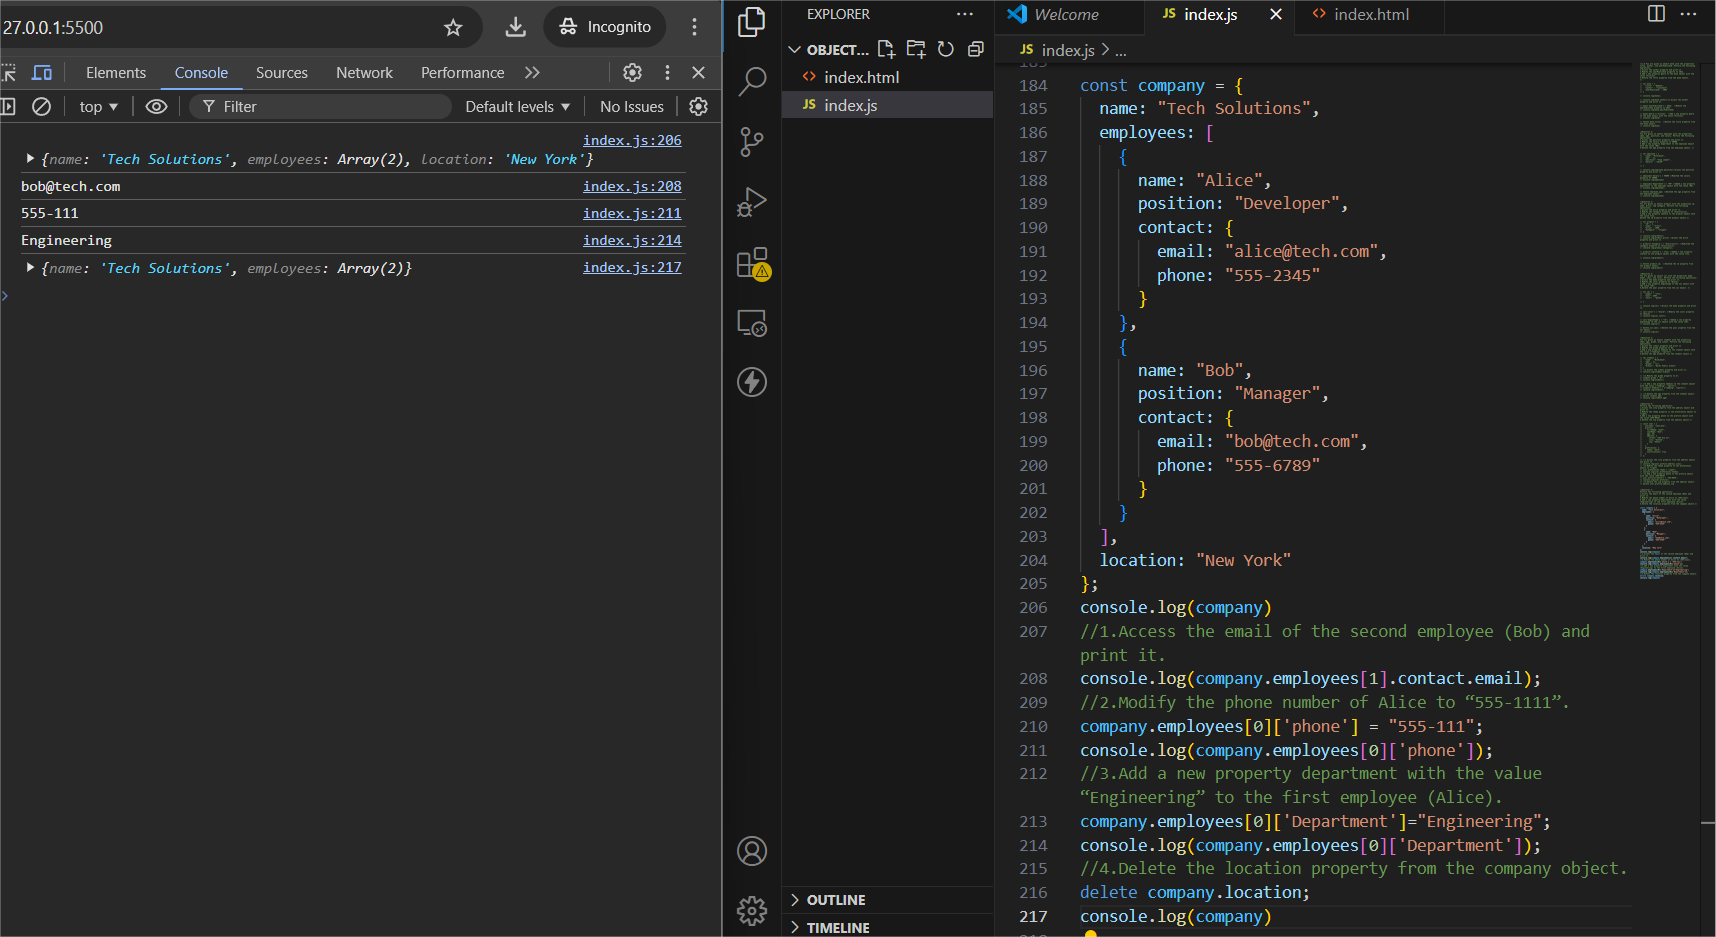 27.0.0.1:5500
Incognito
Elements Console Sources Network Performance
top Filter Default levels No Issues
index.js:206
{name: 'Tech Solutions', employees: Array(2), location: 'New York'}
bob@tech.com index.js:208
555-111 index.js:211
Engineering index.js:214
{name: 'Tech Solutions', employees: Array(2)} index.js:217
EXPLORER
OBJECT...
index.html
JS index.js
OUTLINE
TIMELINE
Welcome JS index.js index.html
JS index.js > ...
184 const company = {
185 name: "Tech Solutions",
186 employees: [
187 {
188 name: "Alice",
189 position: "Developer",
190 contact: {
191 email: "alice@tech.com",
192 phone: "555-2345"
193 }
194 },
195 {
196 name: "Bob",
197 position: "Manager",
198 contact: {
199 email: "bob@tech.com",
200 phone: "555-6789"
201 }
202 }
203 ],
204 location: "New York"
205 };
206 console.log(company)
207 //1.Access the email of the second employee (Bob) and
print it.
208 console.log(company.employees[1].contact.email);
209 //2.Modify the phone number of Alice to “555-1111”.
210 company.employees[0]['phone'] = "555-111";
211 console.log(company.employees[0]['phone']);
212 //3.Add a new property department with the value
“Engineering” to the first employee (Alice).
213 company.employees[0]['Department']="Engineering";
214 console.log(company.employees[0]['Department']);
215 //4.Delete the location property from the company object.
216 delete company.location;
217 console.log(company)